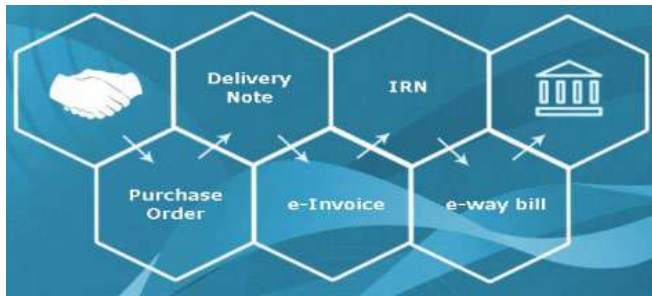 Delivery
Note
IRN
Purchase
Order
e-Invoice
e-way bill